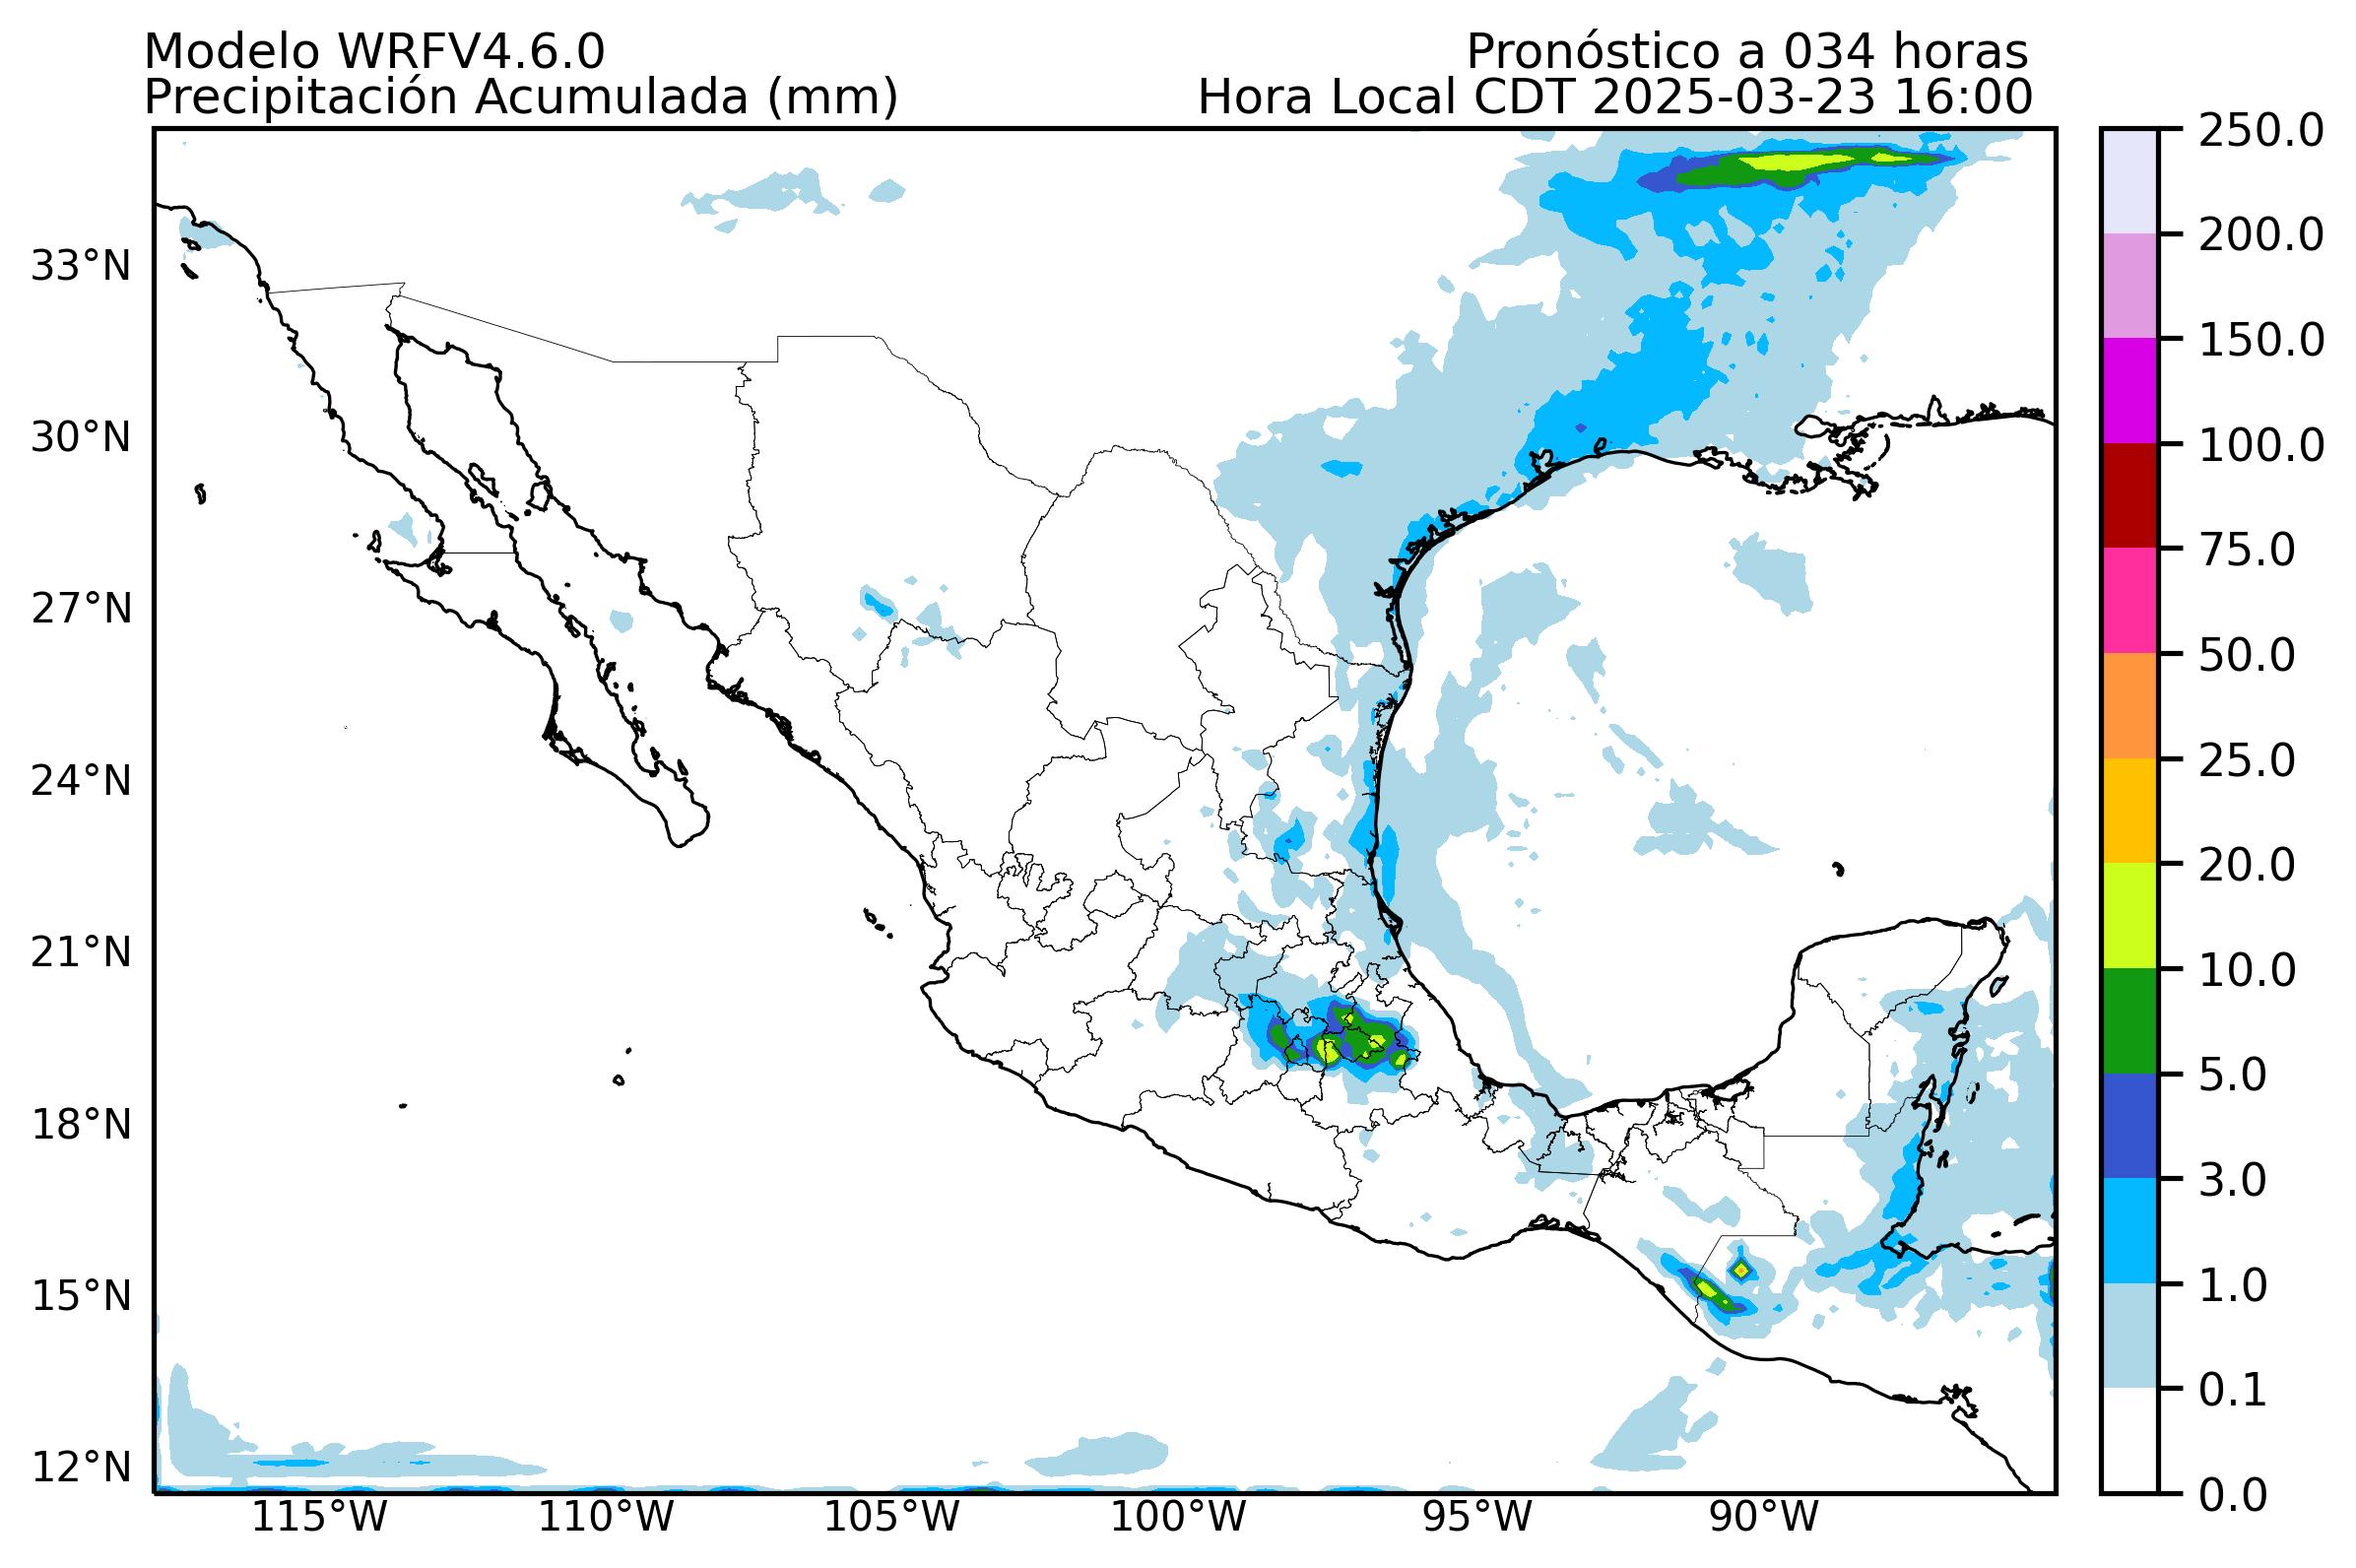 Modelo WRFV4.6.0
Pronóstico a 034 horas
Precipitación Acumulada (mm)
Hora Local CDT 2025-03-23 16:00
33°N
30°N
27°N
24°N
21°N
18°N
15°N
12°N
115°W
110°W
105°W
100°W
95°W
90°W
250.0
200.0
150.0
100.0
75.0
50.0
25.0
20.0
10.0
5.0
3.0
1.0
0.1
0.0